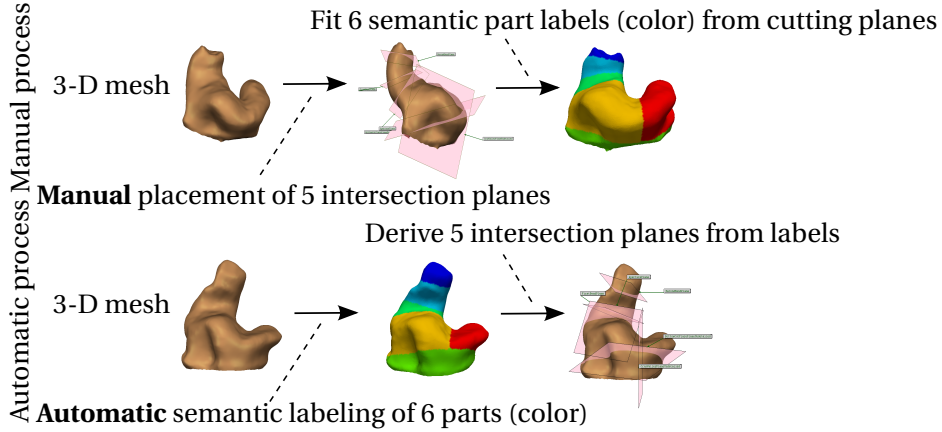 Fit 6 semantic part labels (color) from cutting planes
3-D mesh
Manual process
Manual placement of 5 intersection planes
Derive 5 intersection planes from labels
3-D mesh
Automatic process
Automatic semantic labeling of 6 parts (color)